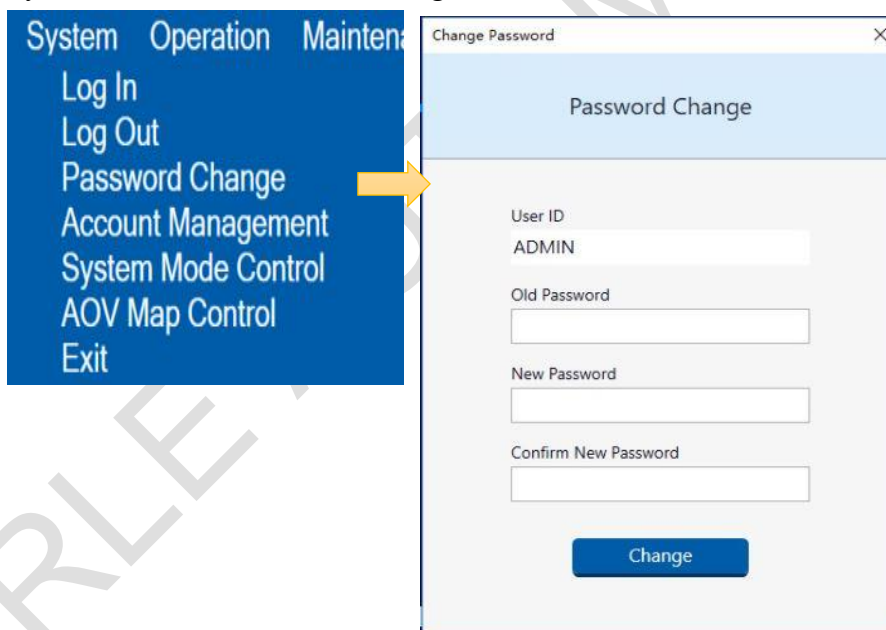 System Operation
Log In
Log Out
Password Change
Account Management
System Mode Control
AOV Map Control
Exit
Change Password
Password Change
User ID
ADMIN
Old Password
New Password
Confirm New Password
Change